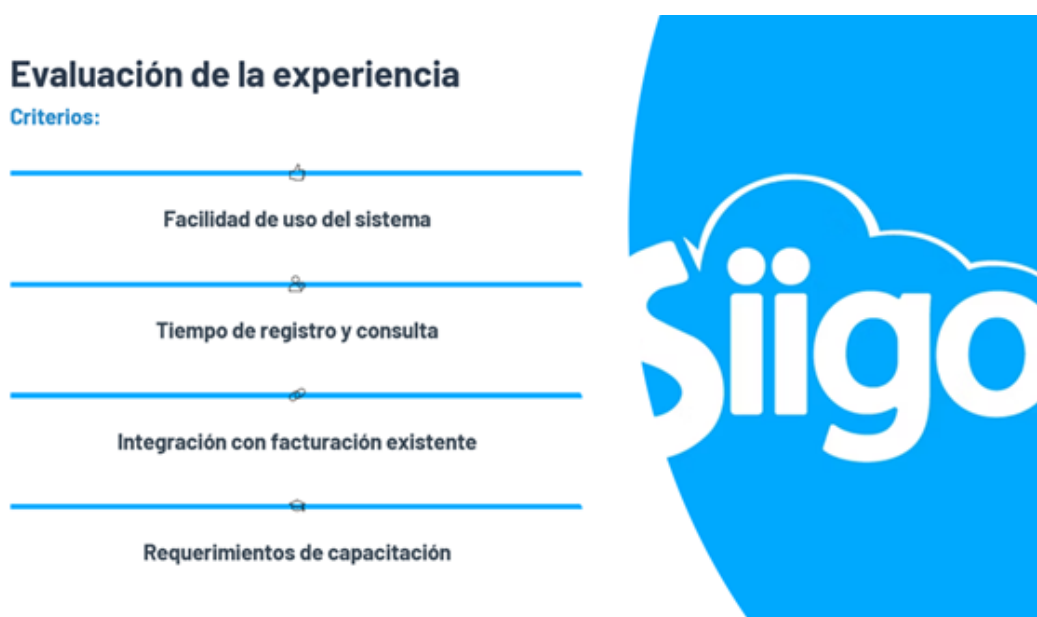 Evaluación de la experiencia
Criterios:
Facilidad de uso del sistema
Tiempo de registro y consulta
Integración con facturación existente
Requerimientos de capacitación
Siigo